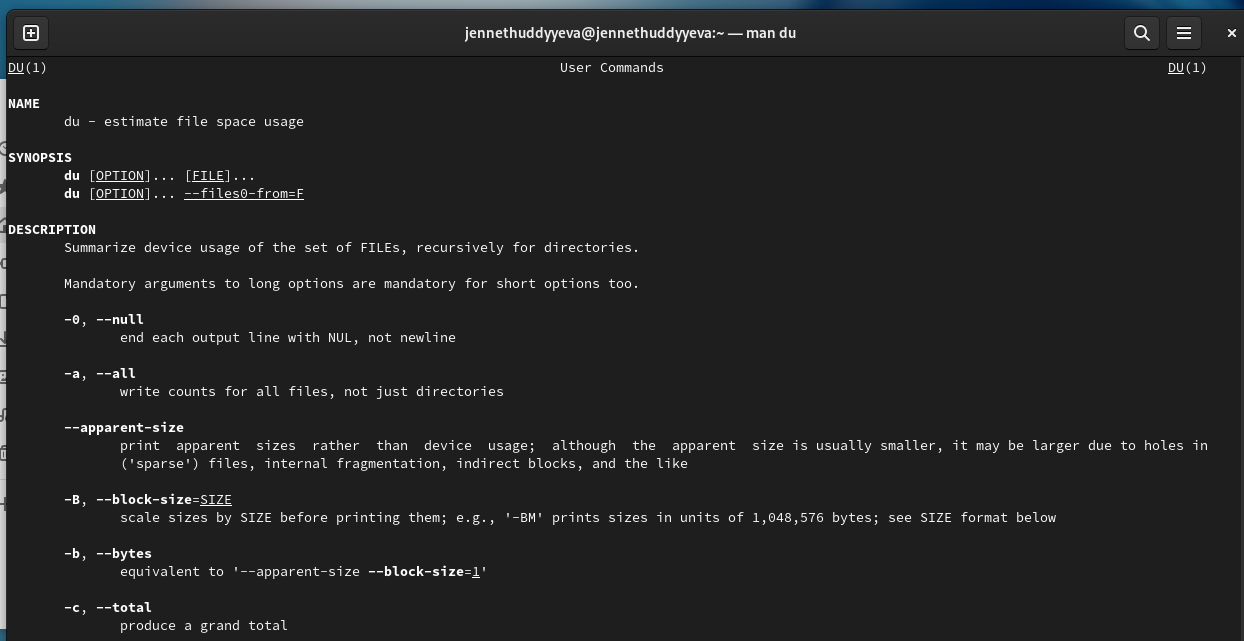 jennethuddyyeva@jennethuddyyeva:~ — man du
DU(1) User Commands DU(1)
NAME
du - estimate file space usage
SYNOPSIS
du [OPTION]... [FILE]...
du [OPTION]... --files0-from=F
DESCRIPTION
Summarize device usage of the set of FILEs, recursively for directories.
Mandatory arguments to long options are mandatory for short options too.
-0, --null
end each output line with NUL, not newline
-a, --all
write counts for all files, not just directories
--apparent-size
print apparent sizes rather than device usage; although the apparent size is usually smaller, it may be larger due to holes in
('sparse') files, internal fragmentation, indirect blocks, and the like
-B, --block-size=SIZE
scale sizes by SIZE before printing them; e.g., '-BM' prints sizes in units of 1,048,576 bytes; see SIZE format below
-b, --bytes
equivalent to '--apparent-size --block-size=1'
-c, --total
produce a grand total